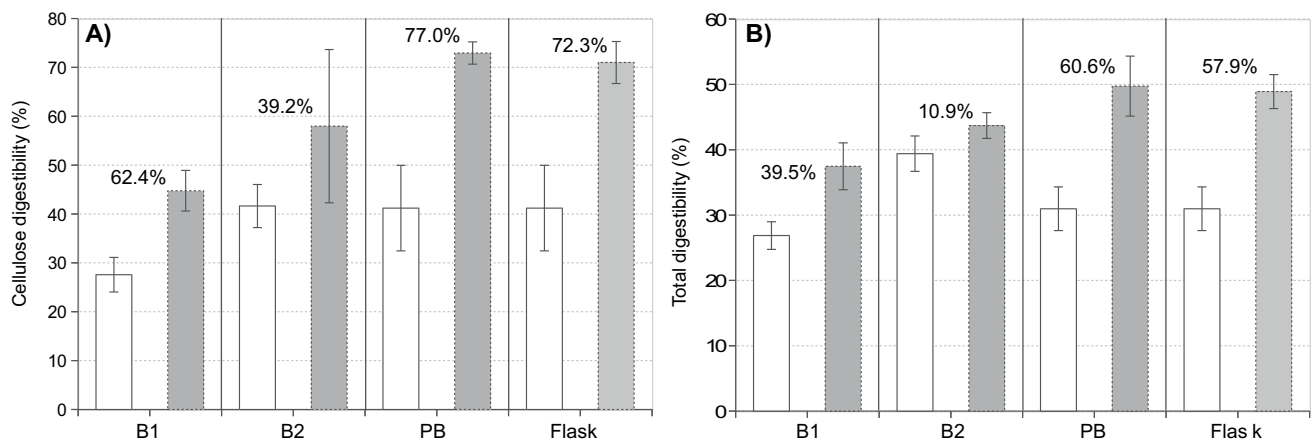 A)
Cellulose digestibility (%)
80
70
60
50
40
30
20
10
0
62.4%
39.2%
77.0%
72.3%
B1
B2
PB
Flask
B)
Total digestibility (%)
60
50
40
30
20
10
0
39.5%
10.9%
60.6%
57.9%
B1
B2
PB
Flas k